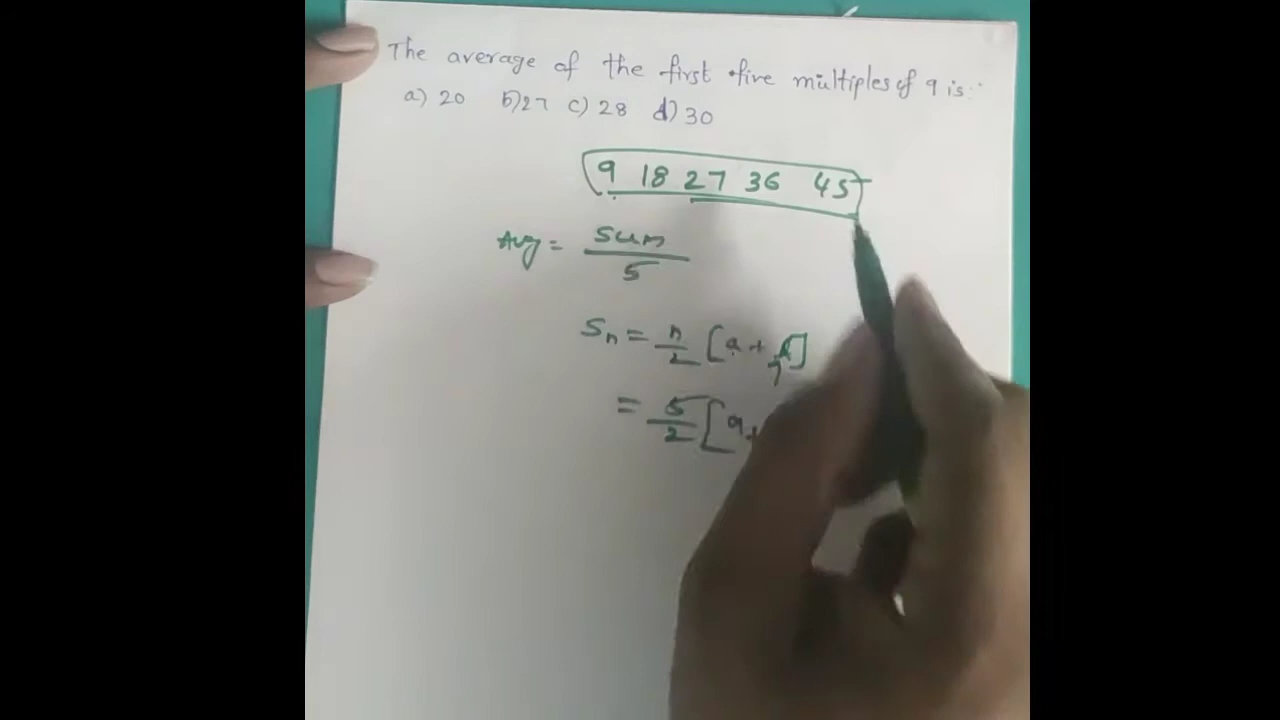 The average of the first five multiples of 9 is:
a) 20 b) 27 c) 28 d) 30
9 18 27 36 45
Avg = sum/5
Sn = n/2 [a + l]
= 5/2 [9+